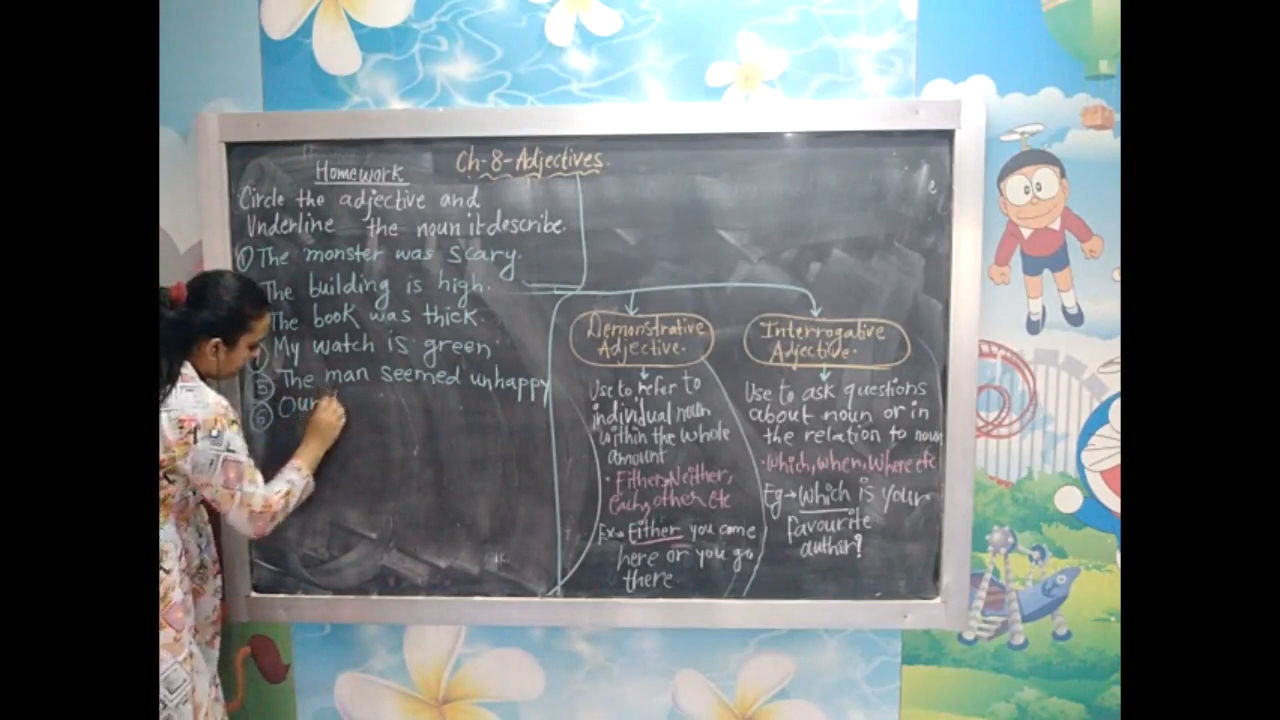 Ch-8-Adjectives.
Homework
Circle the adjective and
Underline the noun it describe.
① The monster was scary.
The building is high.
The book was thick.
My watch is green
⑤ The man seemed unhappy
⑥ Our
Demonstrative
Adjective.
Use to refer to
individual noun
within the whole
amount
· Either, Neither,
Each, other etc
Ex→ Either you come
here or you go
there
Interrogative
Adjective.
Use to ask questions
about noun or in
the relation to noun
· Which, when, Where etc
Eg→ Which is your
favourite
author?